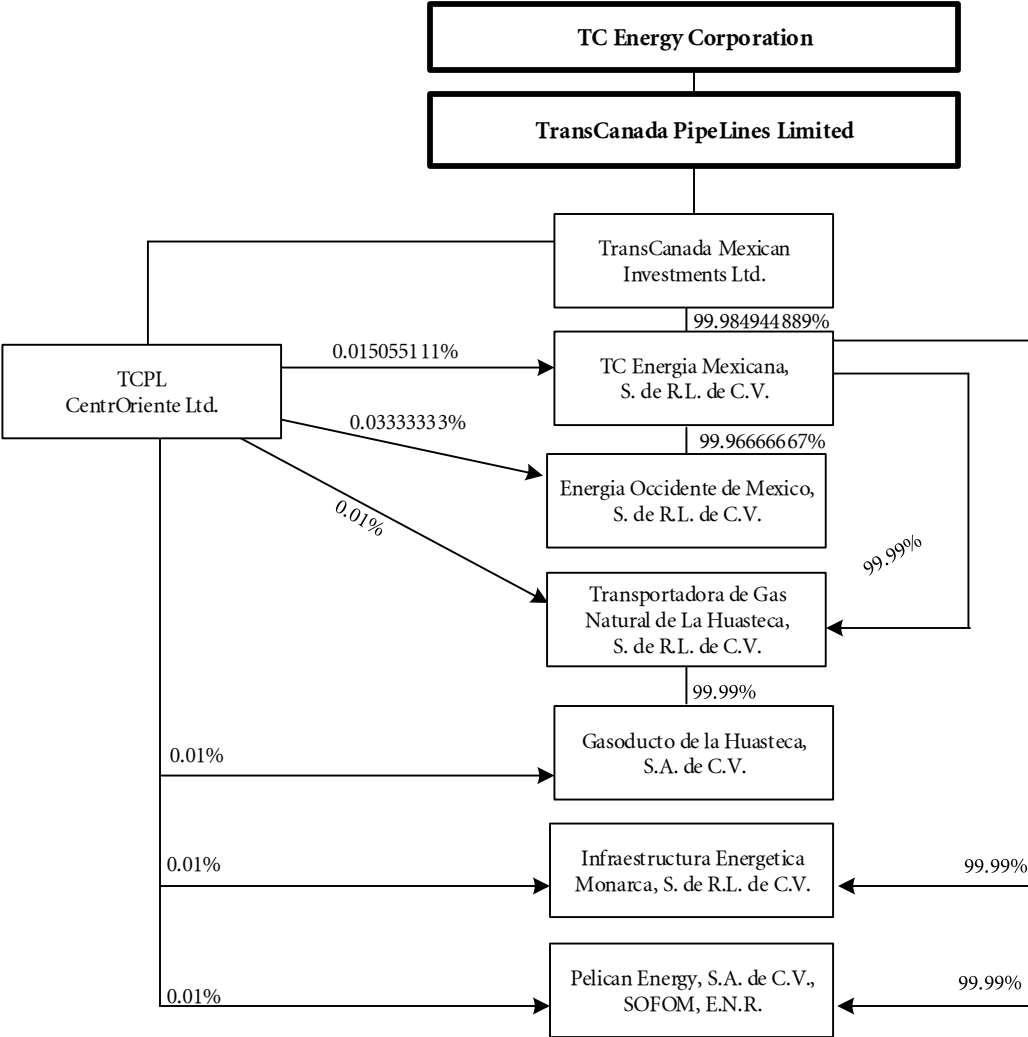 TC Energy Corporation
TransCanada PipeLines Limited
TransCanada Mexican
Investments Ltd.
99.984944889%
TCPL
CentrOriente Ltd.
0.015055111%
TC Energia Mexicana,
S. de R.L. de C.V.
0.03333333%
99.96666667%
Energia Occidente de Mexico,
S. de R.L. de C.V.
0.01%
99.99%
Transportadora de Gas
Natural de La Huasteca,
S. de R.L. de C.V.
99.99%
0.01%
Gasoducto de la Huasteca,
S.A. de C.V.
0.01%
Infraestructura Energetica
Monarca, S. de R.L. de C.V.
99.99%
0.01%
Pelican Energy, S.A. de C.V.,
SOFOM, E.N.R.
99.99%